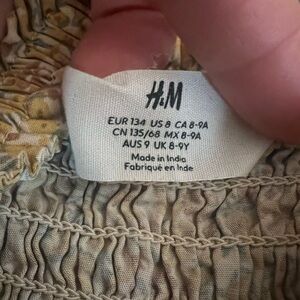 H&M
EUR 134 US 8 CA 8-9A
CN 135/68 MX 8-9A
AUS 9 UK 8-9Y
Made in India
Fabriqué en Inde